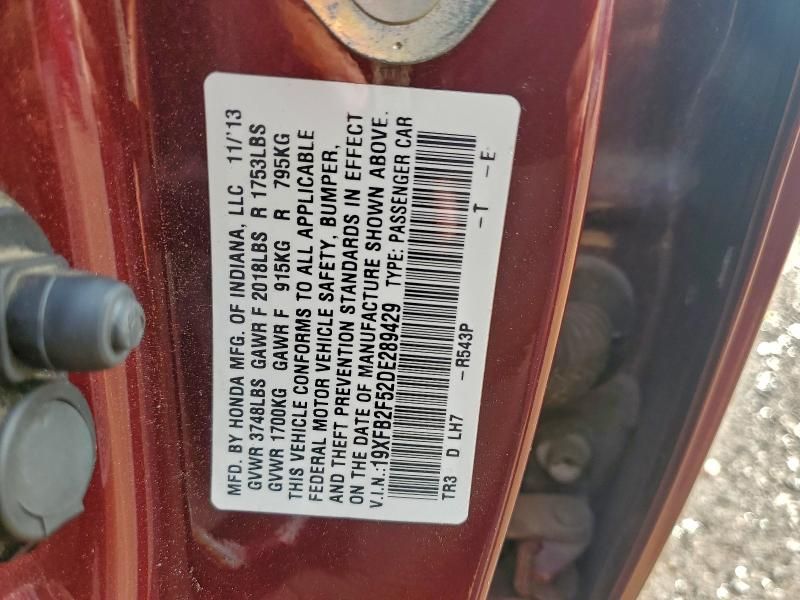 MFD. BY HONDA MFG. OF INDIANA, LLC 11/'13
GVWR 3748LBS GAWR F 2018LBS R 1753LBS
GVWR 1700KG GAWR F 915KG R 795KG
THIS VEHICLE CONFORMS TO ALL APPLICABLE
FEDERAL MOTOR VEHICLE SAFETY, BUMPER,
AND THEFT PREVENTION STANDARDS IN EFFECT
ON THE DATE OF MANUFACTURE SHOWN ABOVE.
V.I.N.:19XFB2F52DE289429 TYPE: PASSENGER CAR
TR3 D LH7 -R543P -T -E